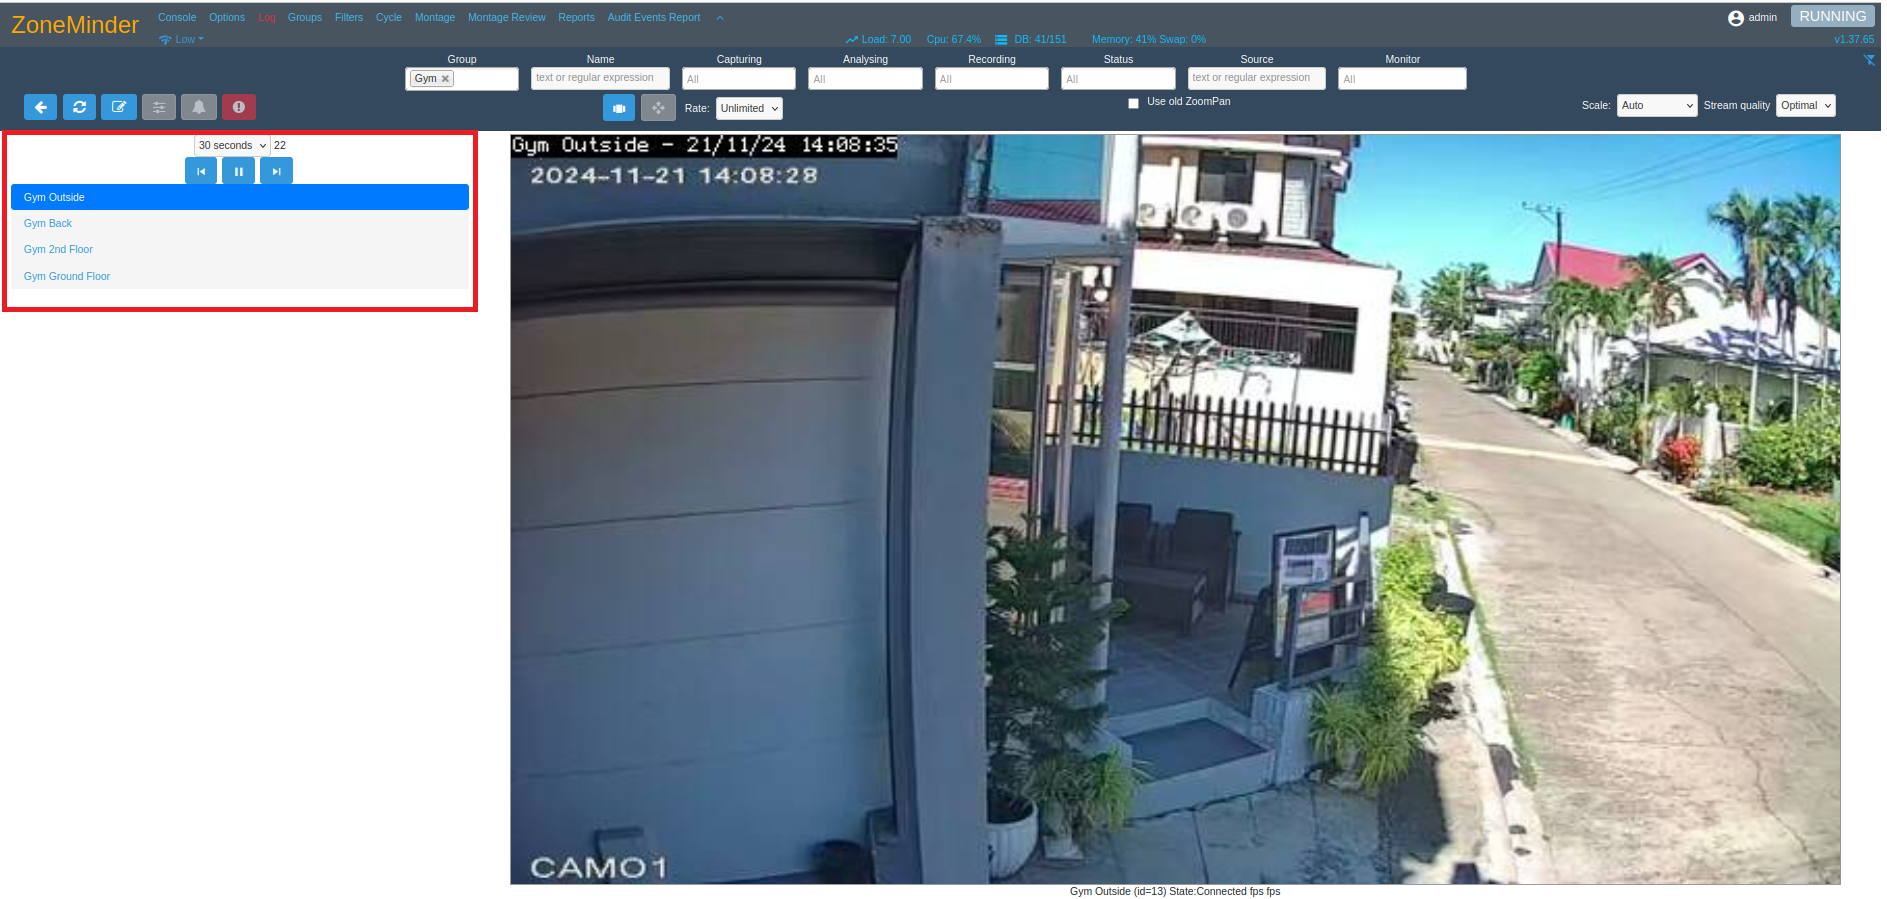 ZoneMinder
Console Options Log Groups Filters Cycle Montage Montage Review Reports Audit Events Report
admin RUNNING
Low
Load: 7.00 Cpu: 67.4% DB: 41/151 Memory: 41% Swap: 0%
v1.37.65
Group Name Capturing Analysing Recording Status Source Monitor
Gym text or regular expression All All All All text or regular expression All
Rate: Unlimited
Use old ZoomPan
Scale: Auto Stream quality Optimal
30 seconds 22
Gym Outside
Gym Back
Gym 2nd Floor
Gym Ground Floor
Gym Outside - 21/11/24 14:08:35
2024-11-21 14:08:28
CAM01
Gym Outside (id=13) State:Connected fps fps